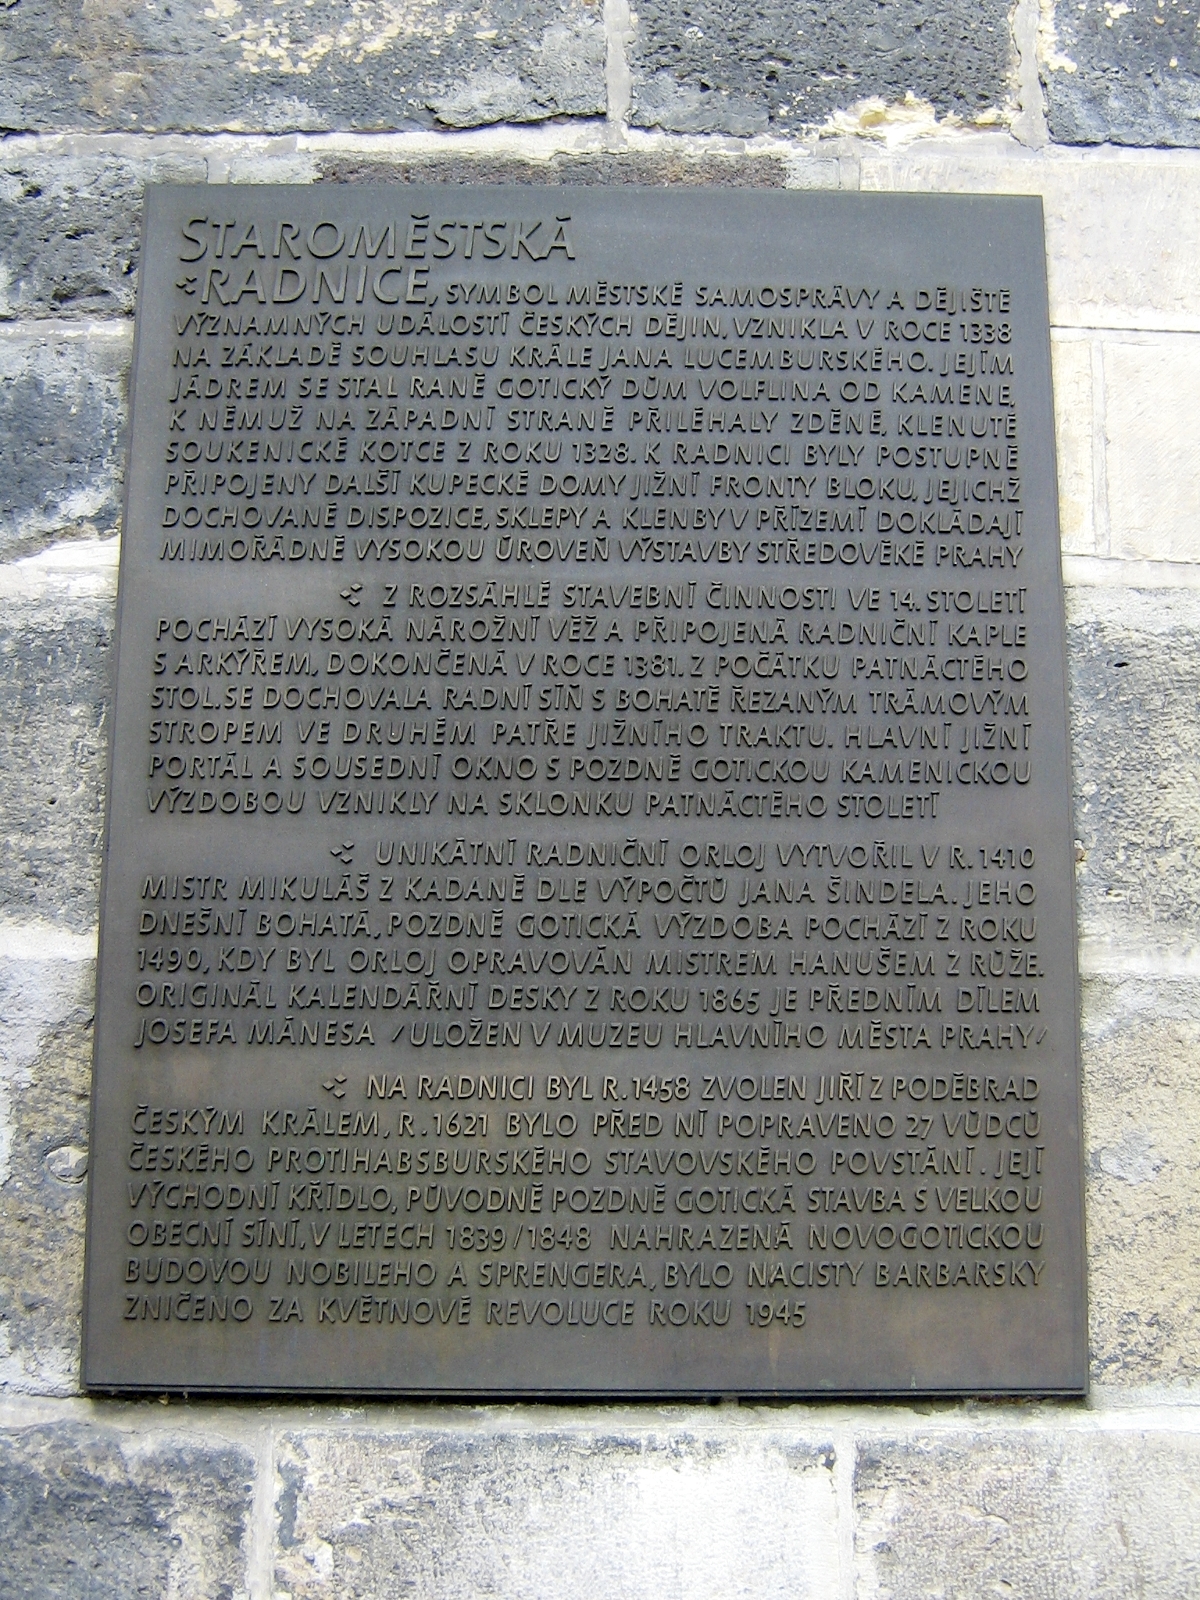 STAROMĚSTSKÁ
RADNICE, SYMBOL MĚSTSKÉ SAMOSPRÁVY A DĚJIŠTĚ
VÝZNAMNÝCH UDÁLOSTÍ ČESKÝCH DĚJIN, VZNIKLA V ROCE 1338
NA ZÁKLADĚ SOUHLASU KRÁLE JANA LUCEMBURSKÉHO. JEJÍM
JÁDREM SE STAL RANĚ GOTICKÝ DŮM VOLFLINA OD KAMENE,
K NĚMUŽ NA ZÁPADNÍ STRANĚ PŘILÉHALY ZDĚNÉ, KLENUTÉ
SOUKENICKÉ KOTCE Z ROKU 1328. K RADNICI BYLY POSTUPNĚ
PŘIPOJENY DALŠÍ KUPECKÉ DOMY JIŽNÍ FRONTY BLOKU, JEJICHŽ
DOCHOVANÉ DISPOZICE, SKLEPY A KLENBY V PŘÍZEMÍ DOKLÁDAJÍ
MIMOŘÁDNĚ VYSOKOU ÚROVEŇ VÝSTAVBY STŘEDOVĚKÉ PRAHY
Z ROZSÁHLÉ STAVEBNÍ ČINNOSTI VE 14. STOLETÍ
POCHÁZÍ VYSOKÁ NÁROŽNÍ VĚŽ A PŘIPOJENÁ RADNIČNÍ KAPLE
S ARKÝŘEM, DOKONČENÁ V ROCE 1381. Z POČÁTKU PATNÁCTÉHO
STOL. SE DOCHOVALA RADNÍ SÍŇ S BOHATĚ ŘEZANÝM TRÁMOVÝM
STROPEM VE DRUHÉM PATŘE JIŽNÍHO TRAKTU. HLAVNÍ JIŽNÍ
PORTÁL A SOUSEDNÍ OKNO S POZDNĚ GOTICKOU KAMENICKOU
VÝZDOBOU VZNIKLY NA SKLONKU PATNÁCTÉHO STOLETÍ
UNIKÁTNÍ RADNIČNÍ ORLOJ VYTVOŘIL V R. 1410
MISTR MIKULÁŠ Z KADANĚ DLE VÝPOČTŮ JANA ŠINDELA. JEHO
DNEŠNÍ BOHATÁ, POZDNĚ GOTICKÁ VÝZDOBA POCHÁZÍ Z ROKU
1490, KDY BYL ORLOJ OPRAVOVÁN MISTREM HANUŠEM Z RŮŽE.
ORIGINÁL KALENDÁŘNÍ DESKY Z ROKU 1865 JE PŘEDNÍM DÍLEM
JOSEFA MÁNESA /ULOŽEN V MUZEU HLAVNÍHO MĚSTA PRAHY/
NA RADNICI BYL R. 1458 ZVOLEN JIŘÍ Z PODĚBRAD
ČESKÝM KRÁLEM, R. 1621 BYLO PŘED NÍ POPRAVENO 27 VŮDCŮ
ČESKÉHO PROTIHABSBURSKÉHO STAVOVSKÉHO POVSTÁNÍ. JEJÍ
VÝCHODNÍ KŘÍDLO, PŮVODNĚ POZDNĚ GOTICKÁ STAVBA S VELKOU
OBECNÍ SÍNÍ, V LETECH 1839/1848 NAHRAZENÁ NOVOGOTICKOU
BUDOVOU NOBILEHO A SPRENGERA, BYLO NACISTY BARBARSKY
ZNIČENO ZA KVĚTNOVÉ REVOLUCE ROKU 1945